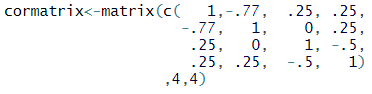 cormatrix<-matrix(c( 1,-.77, .25, .25,
-.77, 1, 0, .25,
.25, 0, 1, -.5,
.25, .25, -.5, 1)
,4,4)